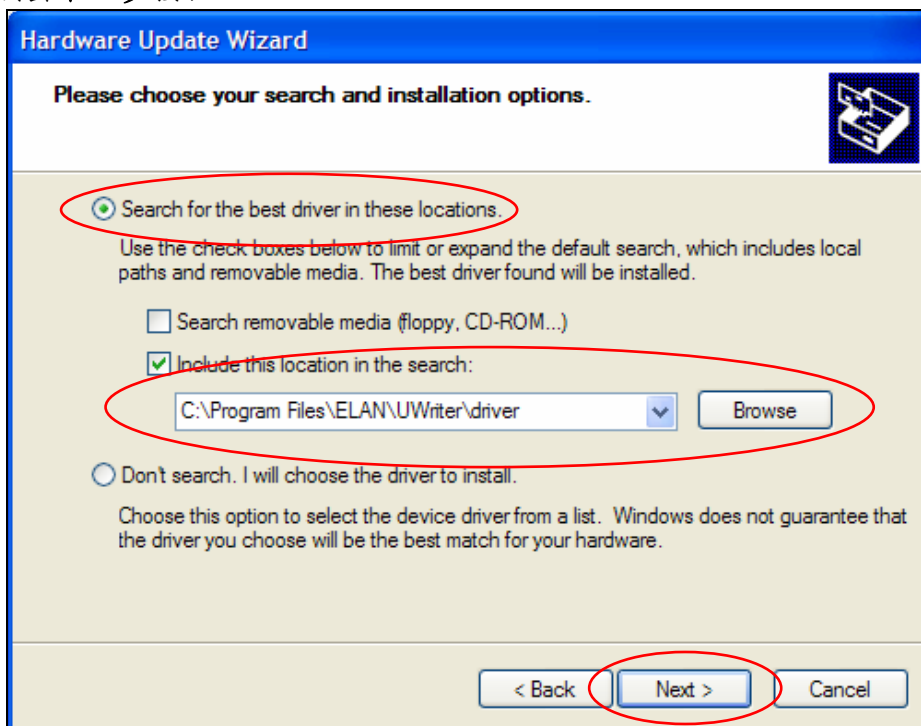 Hardware Update Wizard
Please choose your search and installation options.
Search for the best driver in these locations.
Use the check boxes below to limit or expand the default search, which includes local
paths and removable media. The best driver found will be installed.
Search removable media (floppy, CD-ROM...)
Include this location in the search:
C:\Program Files\ELAN\UWriter\driver
Browse
Don't search. I will choose the driver to install.
Choose this option to select the device driver from a list.  Windows does not guarantee that
the driver you choose will be the best match for your hardware.
< Back Next > Cancel